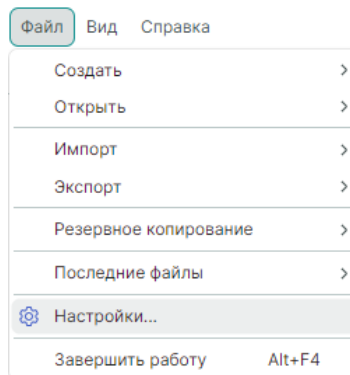 Файл Вид Справка
Создать
Открыть
Импорт
Экспорт
Резервное копирование
Последние файлы
Настройки...
Завершить работу Alt+F4